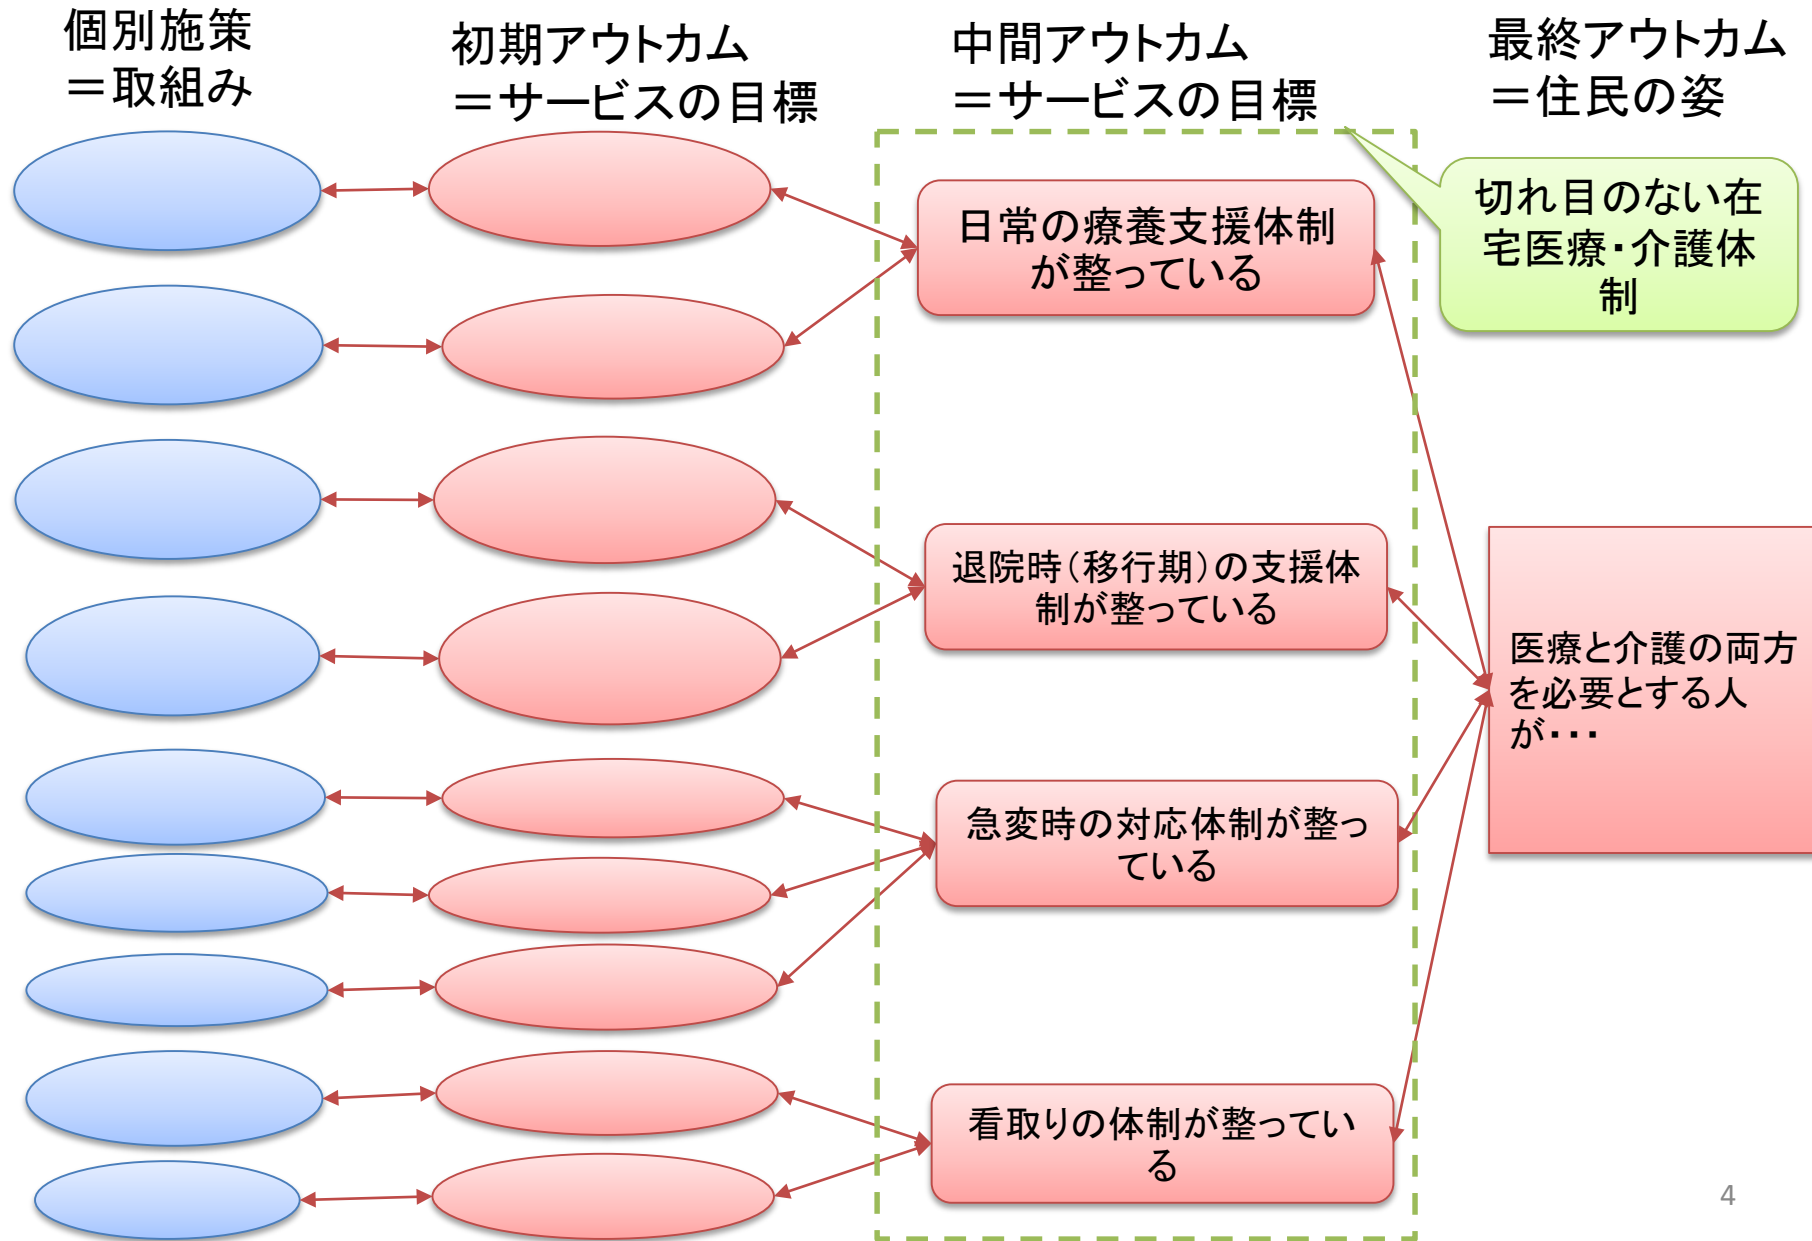 個別施策
＝取組み
初期アウトカム
＝サービスの目標
中間アウトカム
＝サービスの目標
最終アウトカム
＝住民の姿
切れ目のない在
宅医療・介護体
制
日常の療養支援体制
が整っている
退院時（移行期）の支援体
制が整っている
医療と介護の両方
を必要とする人
が・・・
急変時の対応体制が整っ
ている
看取りの体制が整ってい
る
4